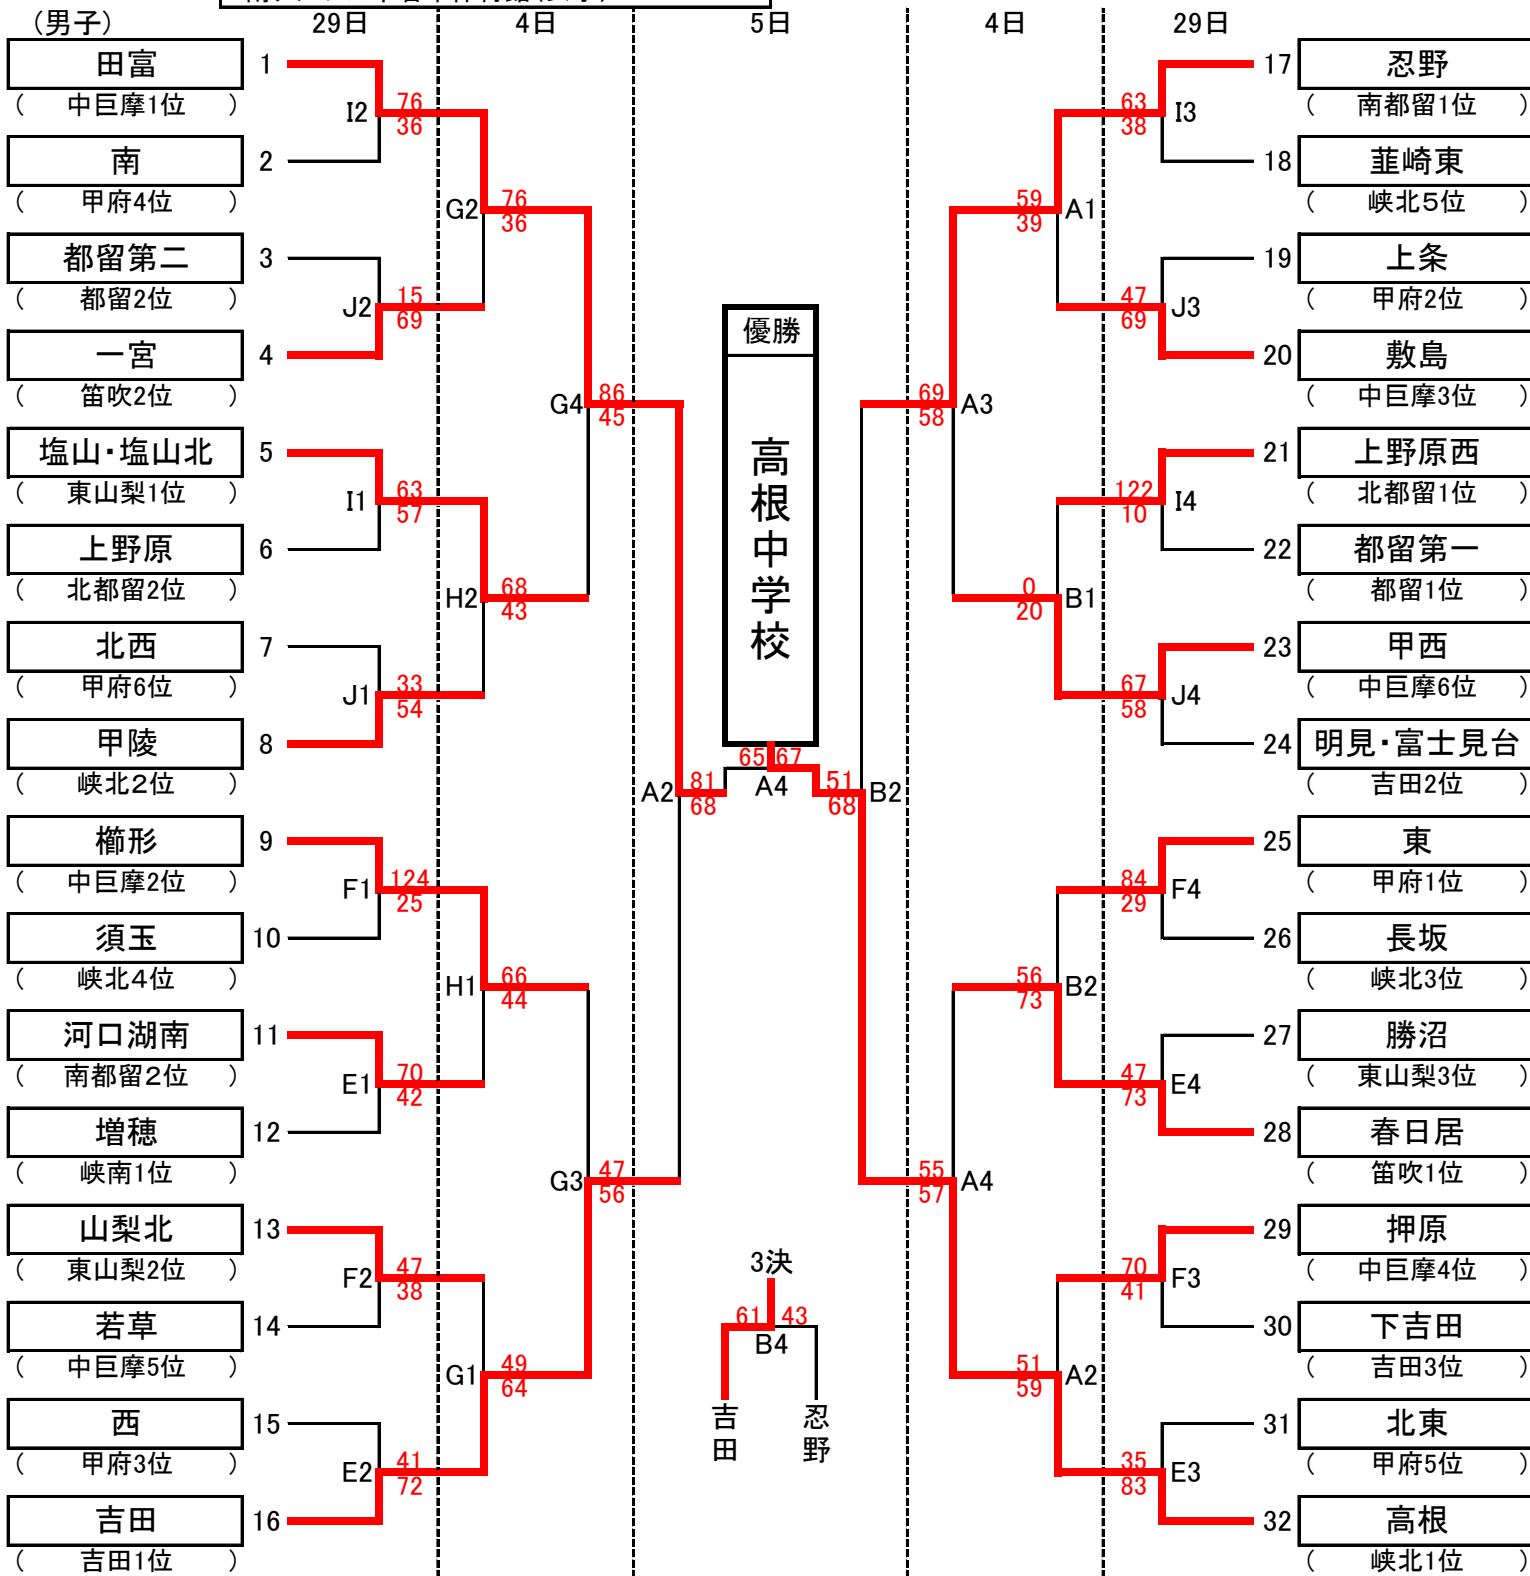 (男子)
29日 4日 5日 4日 29日
田富 1
( 中巨摩1位 )
I2 76 36
南 2
( 甲府4位 )
G2 76 36
都留第二 3
( 都留2位 )
J2 15 69
一宮 4
( 笛吹2位 )
G4 86 45
塩山・塩山北 5
( 東山梨1位 )
I1 63 57
上野原 6
( 北都留2位 )
H2 68 43
北西 7
( 甲府6位 )
J1 33 54
甲陵 8
( 峡北2位 )
A2 81 68
櫛形 9
( 中巨摩2位 )
F1 124 25
須玉 10
( 峡北4位 )
H1 66 44
河口湖南 11
( 南都留2位 )
E1 70 42
増穂 12
( 峡南1位 )
G3 47 56
山梨北 13
( 東山梨2位 )
F2 47 38
若草 14
( 中巨摩5位 )
G1 49 64
西 15
( 甲府3位 )
E2 41 72
吉田 16
( 吉田1位 )
優勝
高根中学校
65 67
A4
3決
61 43
B4
吉田
忍野
17 忍野
( 南都留1位 )
63 38 I3
18 韮崎東
( 峡北5位 )
59 39 A1
19 上条
( 甲府2位 )
47 69 J3
20 敷島
( 中巨摩3位 )
69 58 A3
21 上野原西
( 北都留1位 )
122 10 I4
22 都留第一
( 都留1位 )
0 20 B1
23 甲西
( 中巨摩6位 )
67 58 J4
24 明見・富士見台
( 吉田2位 )
51 68 B2
25 東
( 甲府1位 )
84 29 F4
26 長坂
( 峡北3位 )
56 73 B2
27 勝沼
( 東山梨3位 )
47 73 E4
28 春日居
( 笛吹1位 )
55 57 A4
29 押原
( 中巨摩4位 )
70 41 F3
30 下吉田
( 吉田3位 )
51 59 A2
31 北東
( 甲府5位 )
35 83 E3
32 高根
( 峡北1位 )